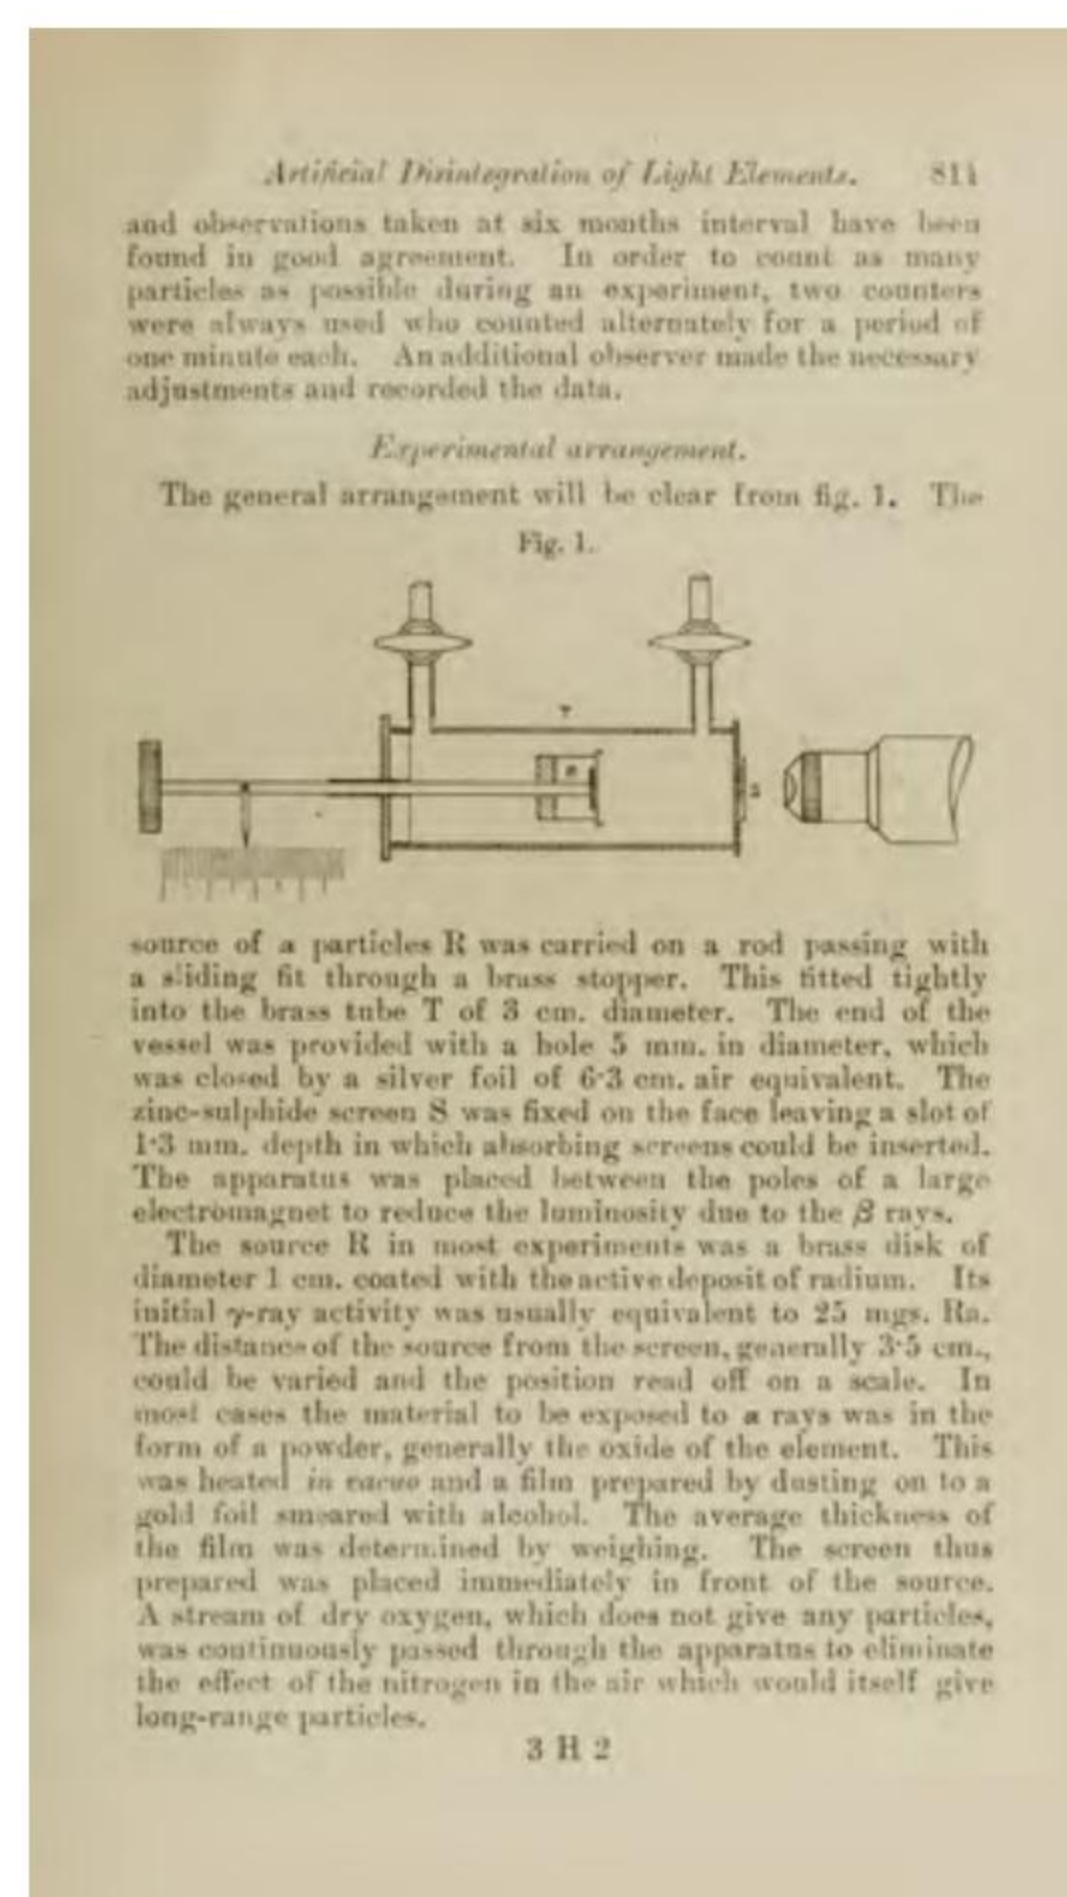 Artificial Disintegration of Light Elements. 811
and observations taken at six months interval have been
found in good agreement. In order to count as many
particles as possible during an experiment, two counters
were always used who counted alternately for a period of
one minute each. An additional observer made the necessary
adjustments and recorded the data.
Experimental arrangement.
The general arrangement will be clear from fig. 1. The
Fig. 1.
T
R
S
source of α particles R was carried on a rod passing with
a sliding fit through a brass stopper. This fitted tightly
into the brass tube T of 3 cm. diameter. The end of the
vessel was provided with a hole 5 mm. in diameter, which
was closed by a silver foil of 6·3 cm. air equivalent. The
zinc-sulphide screen S was fixed on the face leaving a slot of
1·3 mm. depth in which absorbing screens could be inserted.
The apparatus was placed between the poles of a large
electromagnet to reduce the luminosity due to the β rays.
The source R in most experiments was a brass disk of
diameter 1 cm. coated with the active deposit of radium. Its
initial γ-ray activity was usually equivalent to 25 mgs. Ra.
The distance of the source from the screen, generally 3·5 cm.,
could be varied and the position read off on a scale. In
most cases the material to be exposed to α rays was in the
form of a powder, generally the oxide of the element. This
was heated in vacuo and a film prepared by dusting on to a
gold foil smeared with alcohol. The average thickness of
the film was determined by weighing. The screen thus
prepared was placed immediately in front of the source.
A stream of dry oxygen, which does not give any particles,
was continuously passed through the apparatus to eliminate
the effect of the nitrogen in the air which would itself give
long-range particles.
3 H 2